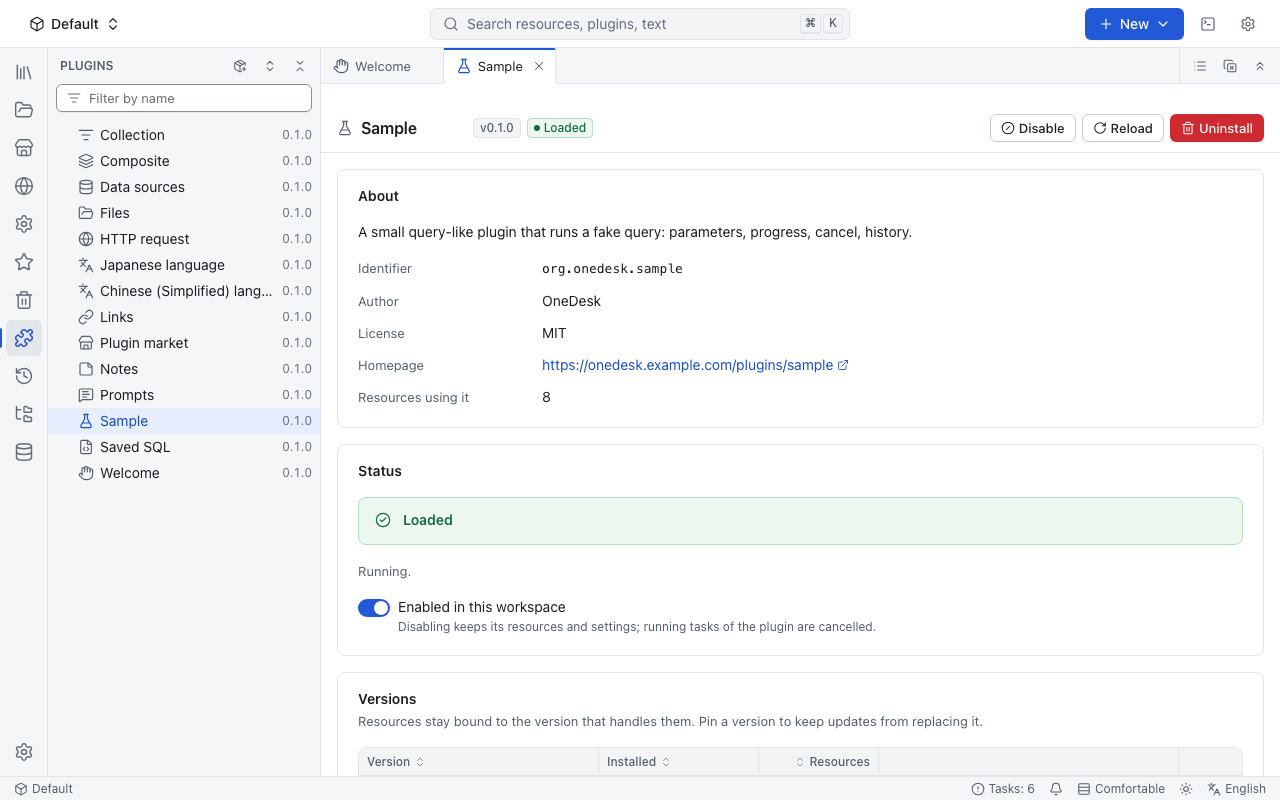 Default
Search resources, plugins, text
⌘ K
New
PLUGINS
Filter by name
Collection 0.1.0
Composite 0.1.0
Data sources 0.1.0
Files 0.1.0
HTTP request 0.1.0
Japanese language 0.1.0
Chinese (Simplified) lang... 0.1.0
Links 0.1.0
Plugin market 0.1.0
Notes 0.1.0
Prompts 0.1.0
Sample 0.1.0
Saved SQL 0.1.0
Welcome 0.1.0
Welcome
Sample
Sample v0.1.0 Loaded
Disable
Reload
Uninstall
About
A small query-like plugin that runs a fake query: parameters, progress, cancel, history.
Identifier org.onedesk.sample
Author OneDesk
License MIT
Homepage https://onedesk.example.com/plugins/sample
Resources using it 8
Status
Loaded
Running.
Enabled in this workspace
Disabling keeps its resources and settings; running tasks of the plugin are cancelled.
Versions
Resources stay bound to the version that handles them. Pin a version to keep updates from replacing it.
Version Installed Resources
Default
Tasks: 6
Comfortable
English